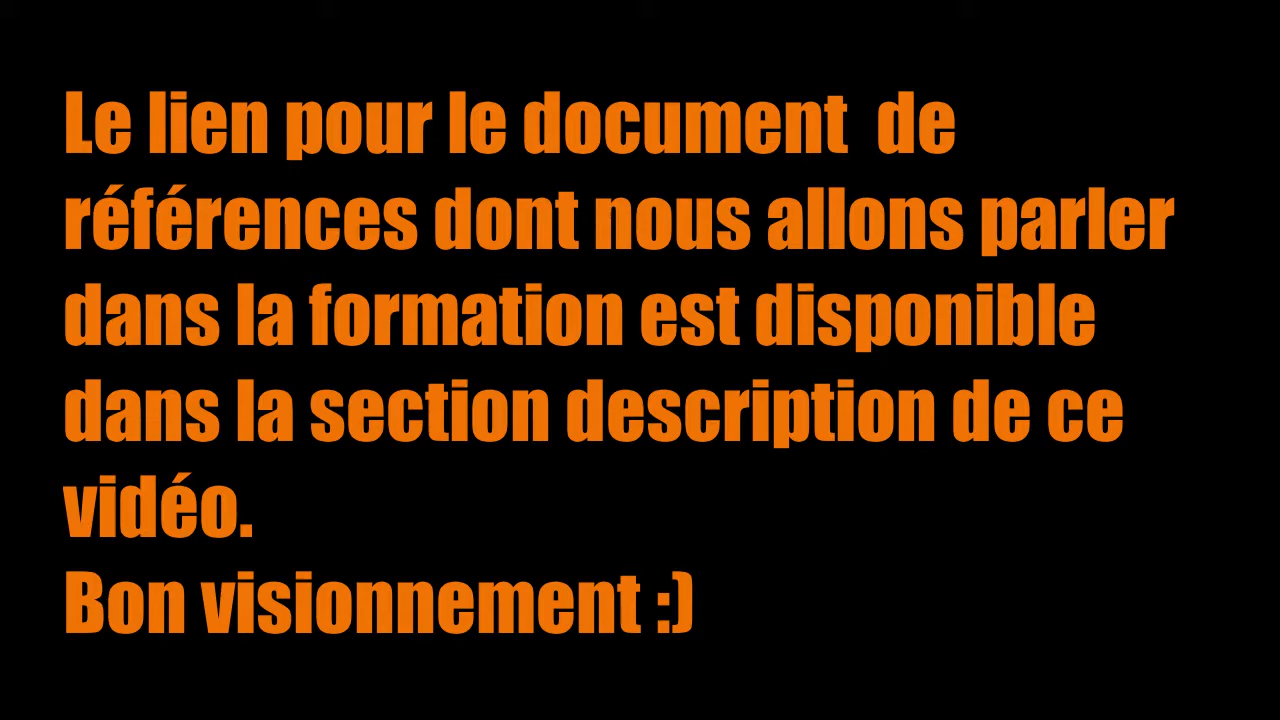 Le lien pour le document  de
références dont nous allons parler
dans la formation est disponible
dans la section description de ce
vidéo.
Bon visionnement :)